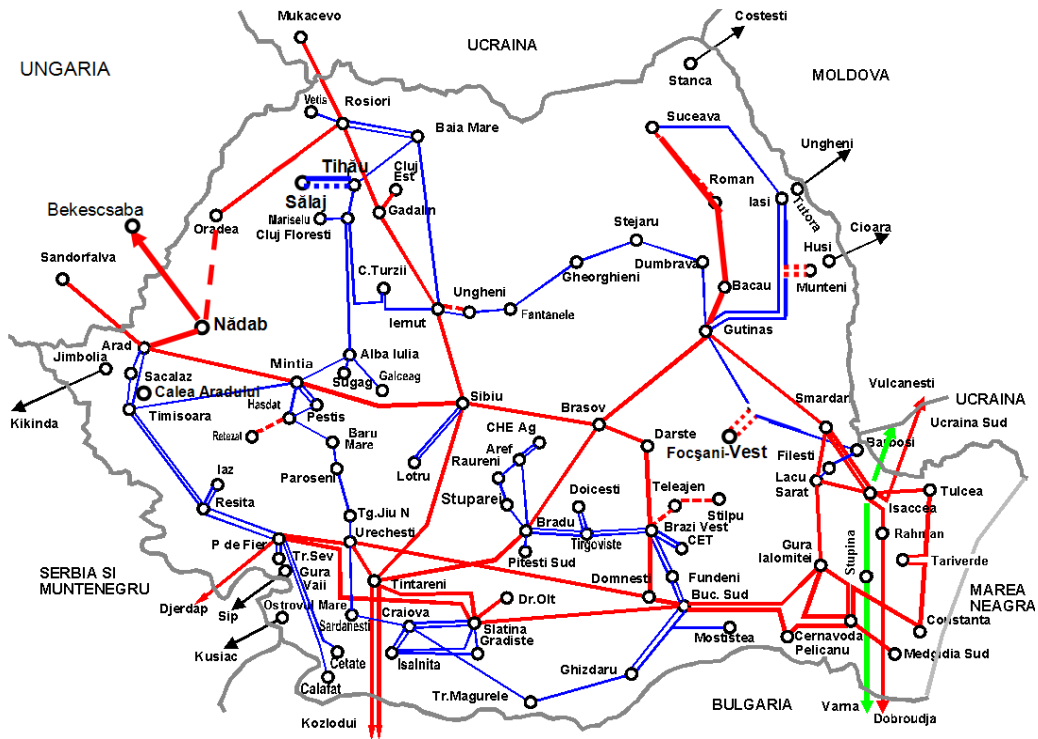 Mukacevo
Costesti
UCRAINA
Stanca
UNGARIA
MOLDOVA
Vetis
Rosiori
Baia Mare
Suceava
Ungheni
Tihău
Cluj
Est
Roman
Sălaj
Gadalin
Iasi
Tutora
Bekescsaba
Oradea
Mariselu
Cluj Floresti
Stejaru
Husi
Cioara
Sandorfalva
C.Turzii
Gheorghieni
Dumbrava
Munteni
Ungheni
Bacau
Iernut
Fantanele
Nădab
Gutinas
Arad
Jimbolia
Mintia
Alba Iulia
Sacalaz
Calea Aradului
Sugag
Galceag
Vulcanesti
Kikinda
Timisoara
Hasdat
Pestis
Sibiu
Brasov
Smardan
UCRAINA
Ucraina Sud
Retezat
Baru
Mare
CHE Ag
Aref
Darste
Focşani-Vest
Barbosi
Filesti
Iaz
Paroseni
Lotru
Raureni
Lacu
Sarat
Resita
Stuparei
Doicesti
Teleajen
Stilpu
Tulcea
Isaccea
Tg.Jiu N
Urechesti
Bradu
Tirgoviste
Brazi Vest
CET
Rahman
P de Fier
Tr.Sev
Gura
Vaii
Pitesti Sud
Gura
Ialomitei
Stupina
Tariverde
SERBIA SI
MUNTENEGRU
Tintareni
Domnesti
Fundeni
Djerdap
Sip
Ostrovul Mare
Craiova
Dr.Olt
Buc. Sud
MAREA
NEAGRA
Sardanesti
Slatina
Gradiste
Mostistea
Cernavoda
Pelicanu
Constanta
Kusiac
Cetate
Isalnita
Medgidia Sud
Calafat
Ghizdaru
Tr.Magurele
BULGARIA
Varna
Dobroudja
Kozlodui